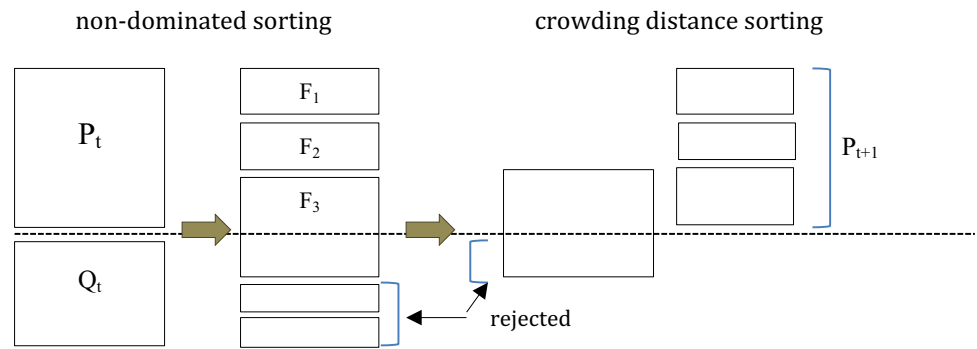 non-dominated sorting
crowding distance sorting
Pt
F1
F2
Pt+1
F3
Qt
rejected